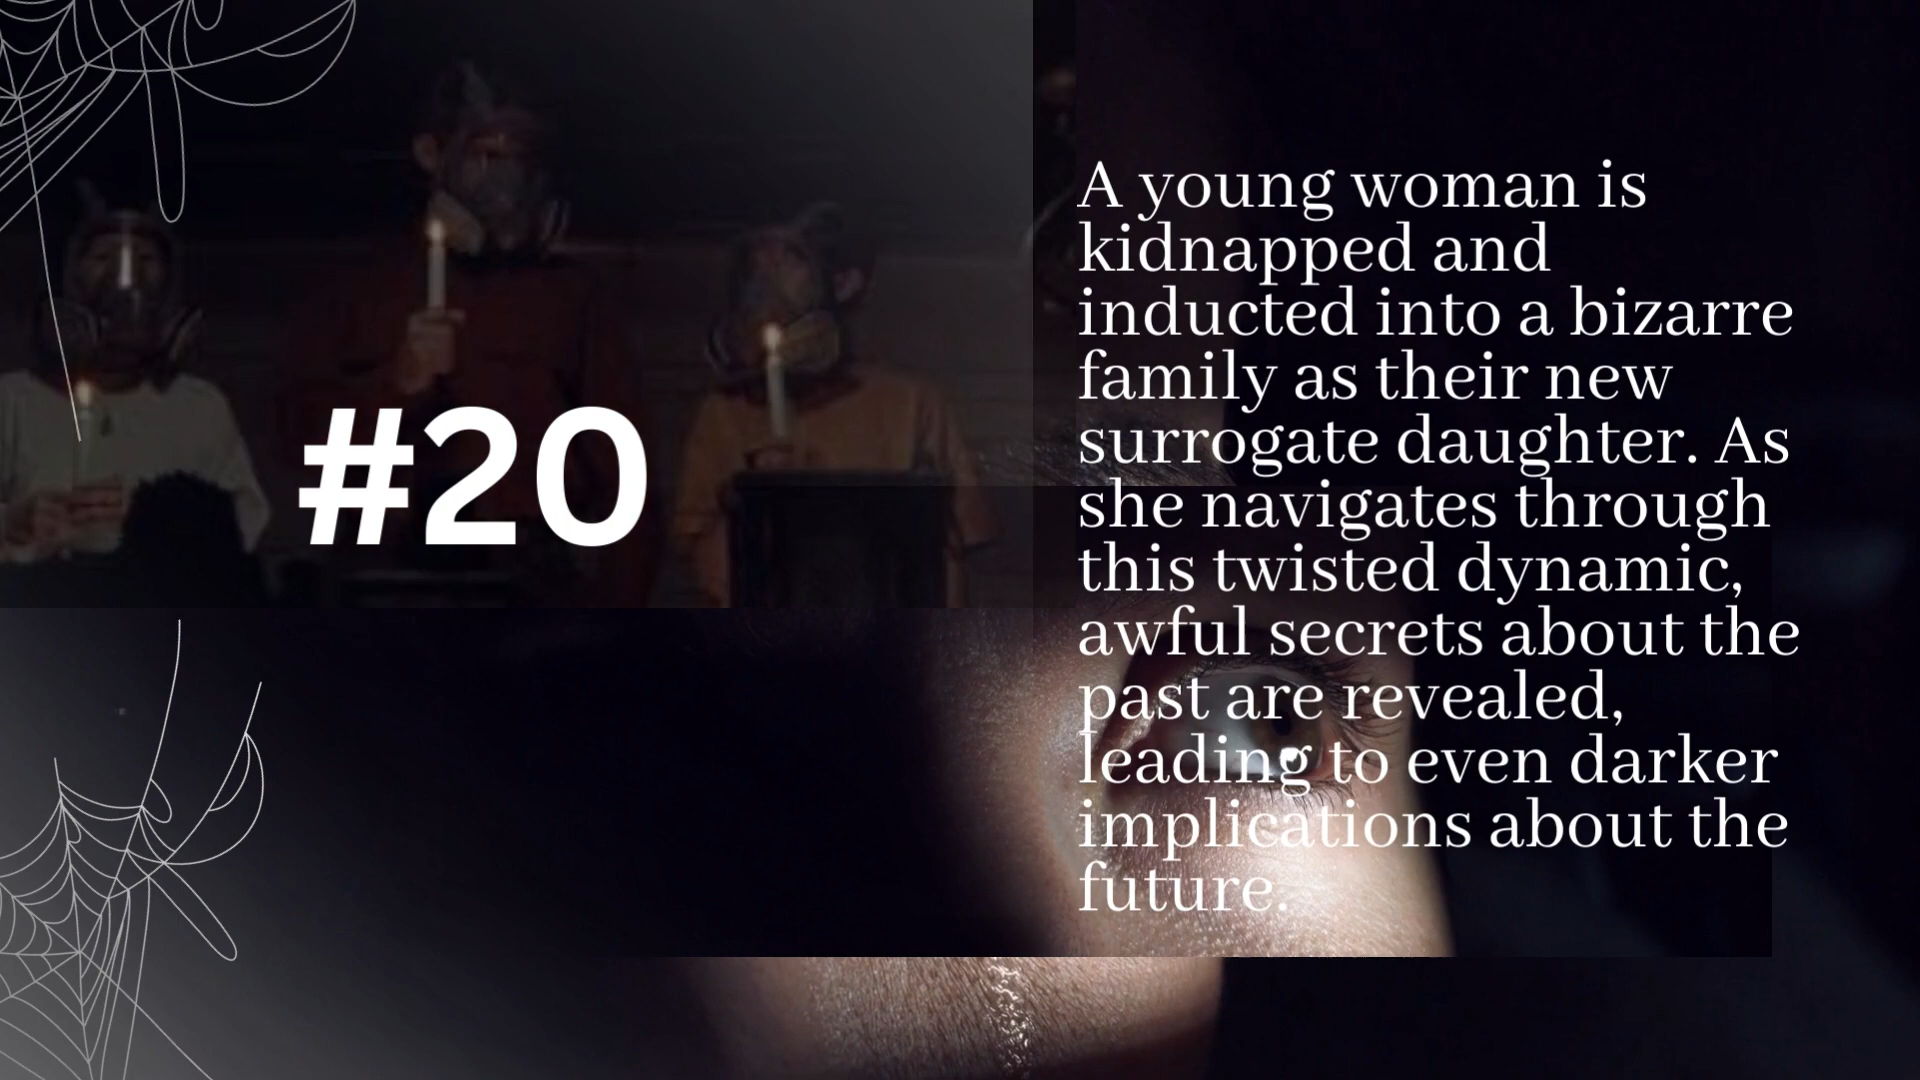 #20
A young woman is
kidnapped and
inducted into a bizarre
family as their new
surrogate daughter. As
she navigates through
this twisted dynamic,
awful secrets about the
past are revealed,
leading to even darker
implications about the
future.